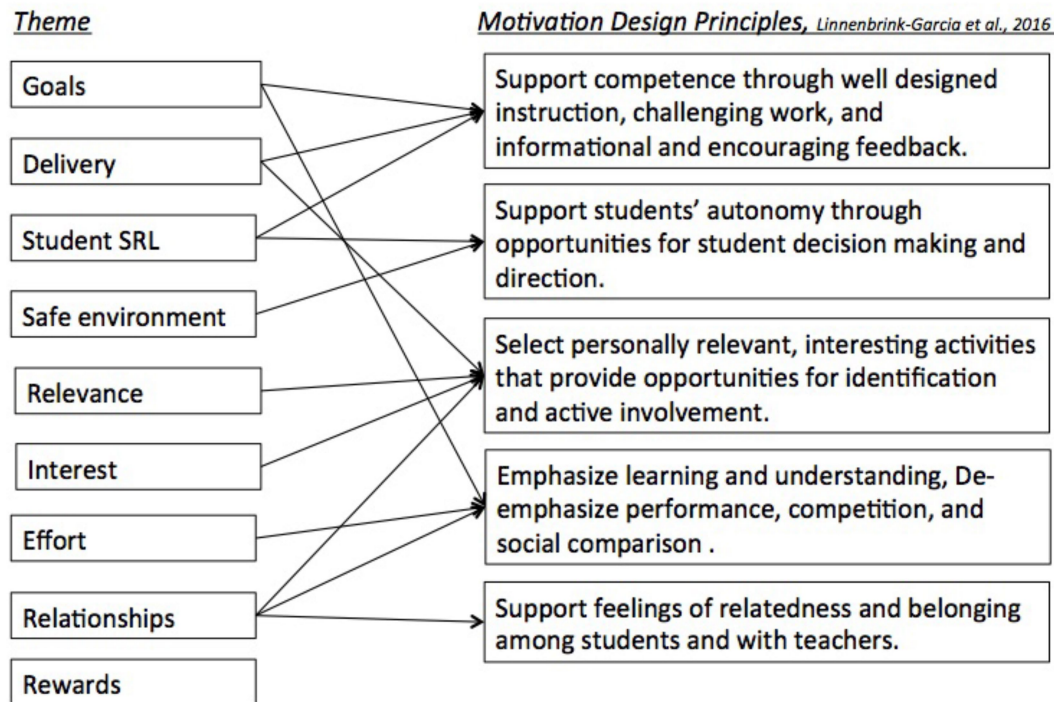 Theme
Motivation Design Principles, Linnenbrink-Garcia et al., 2016
Goals
Delivery
Student SRL
Safe environment
Relevance
Interest
Effort
Relationships
Rewards
Support competence through well designed
instruction, challenging work, and
informational and encouraging feedback.
Support students’ autonomy through
opportunities for student decision making and
direction.
Select personally relevant, interesting activities
that provide opportunities for identification
and active involvement.
Emphasize learning and understanding, De-
emphasize performance, competition, and
social comparison .
Support feelings of relatedness and belonging
among students and with teachers.